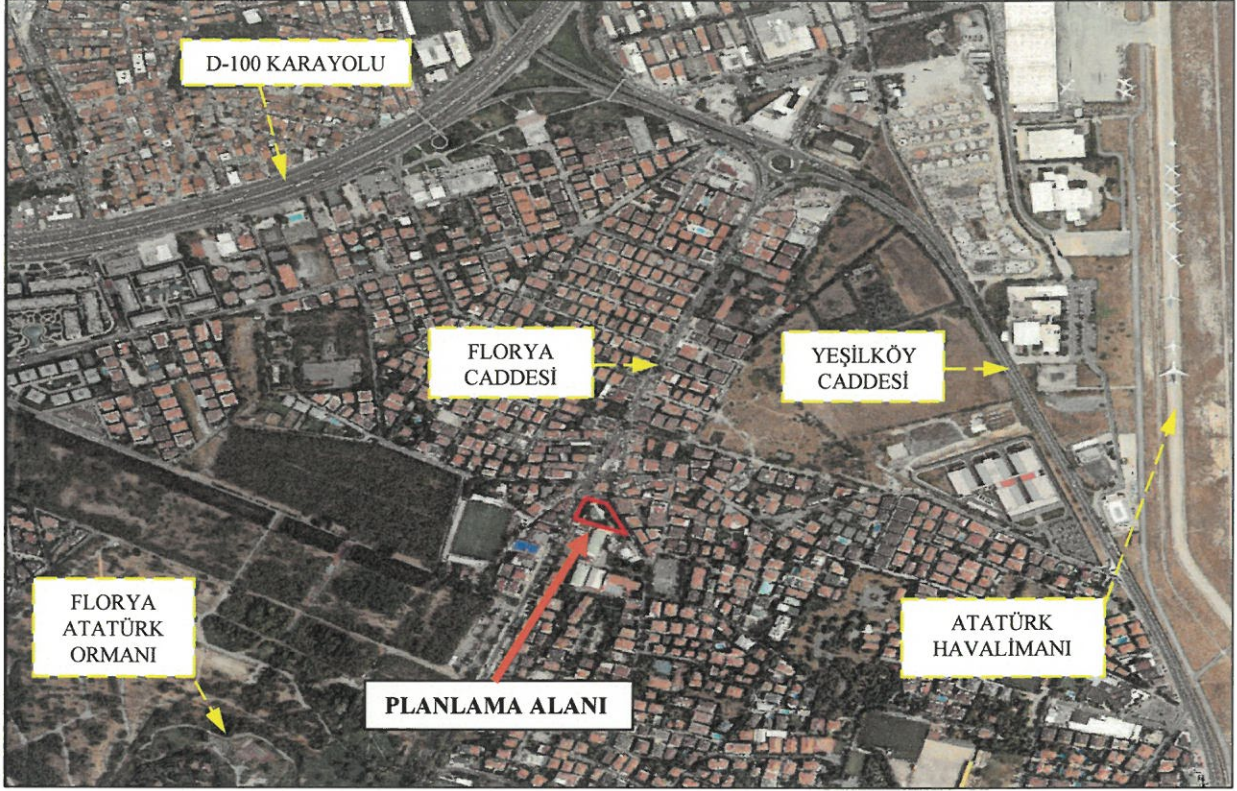 D-100 KARAYOLU
FLORYA
CADDESİ
YEŞİLKÖY
CADDESİ
FLORYA
ATATÜRK
ORMANI
PLANLAMA ALANI
ATATÜRK
HAVALİMANI